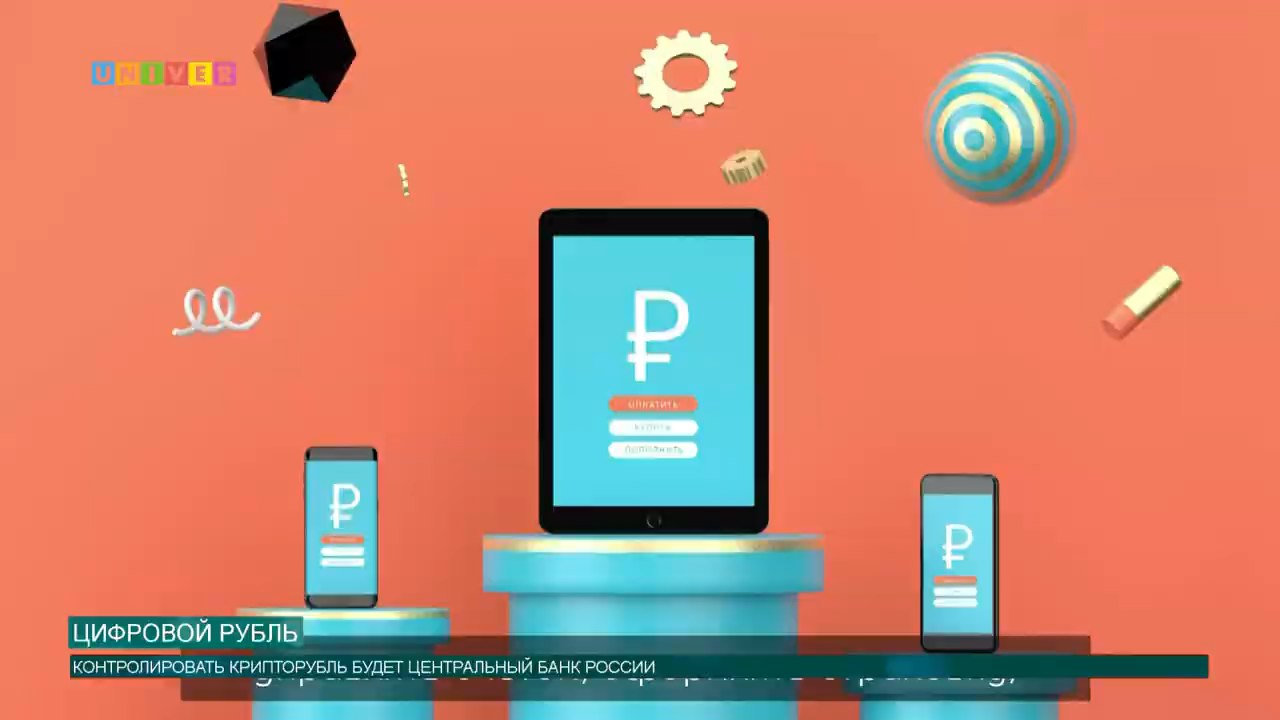 UNIVER
₽
ОПЛАТИТЬ
КУПИТЬ
ПОПОЛНИТЬ
₽
₽
ЦИФРОВОЙ РУБЛЬ
КОНТРОЛИРОВАТЬ КРИПТОРУБЛЬ БУДЕТ ЦЕНТРАЛЬНЫЙ БАНК РОССИИ